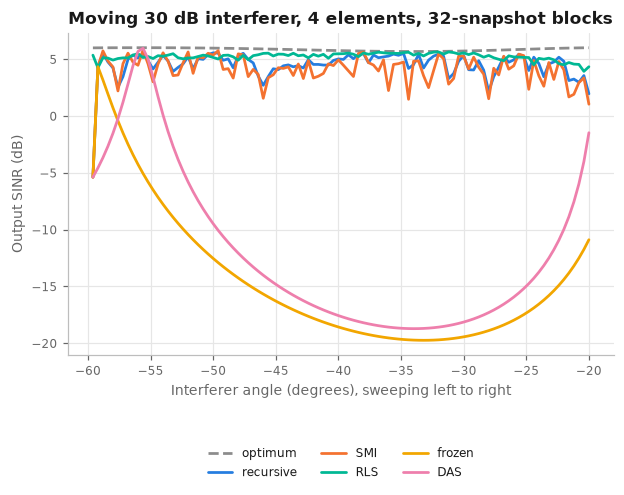 Moving 30 dB interferer, 4 elements, 32-snapshot blocks
Output SINR (dB)
5
0
−5
−10
−15
−20
−60
−55
−50
−45
−40
−35
−30
−25
−20
Interferer angle (degrees), sweeping left to right
optimum
SMI
frozen
recursive
RLS
DAS